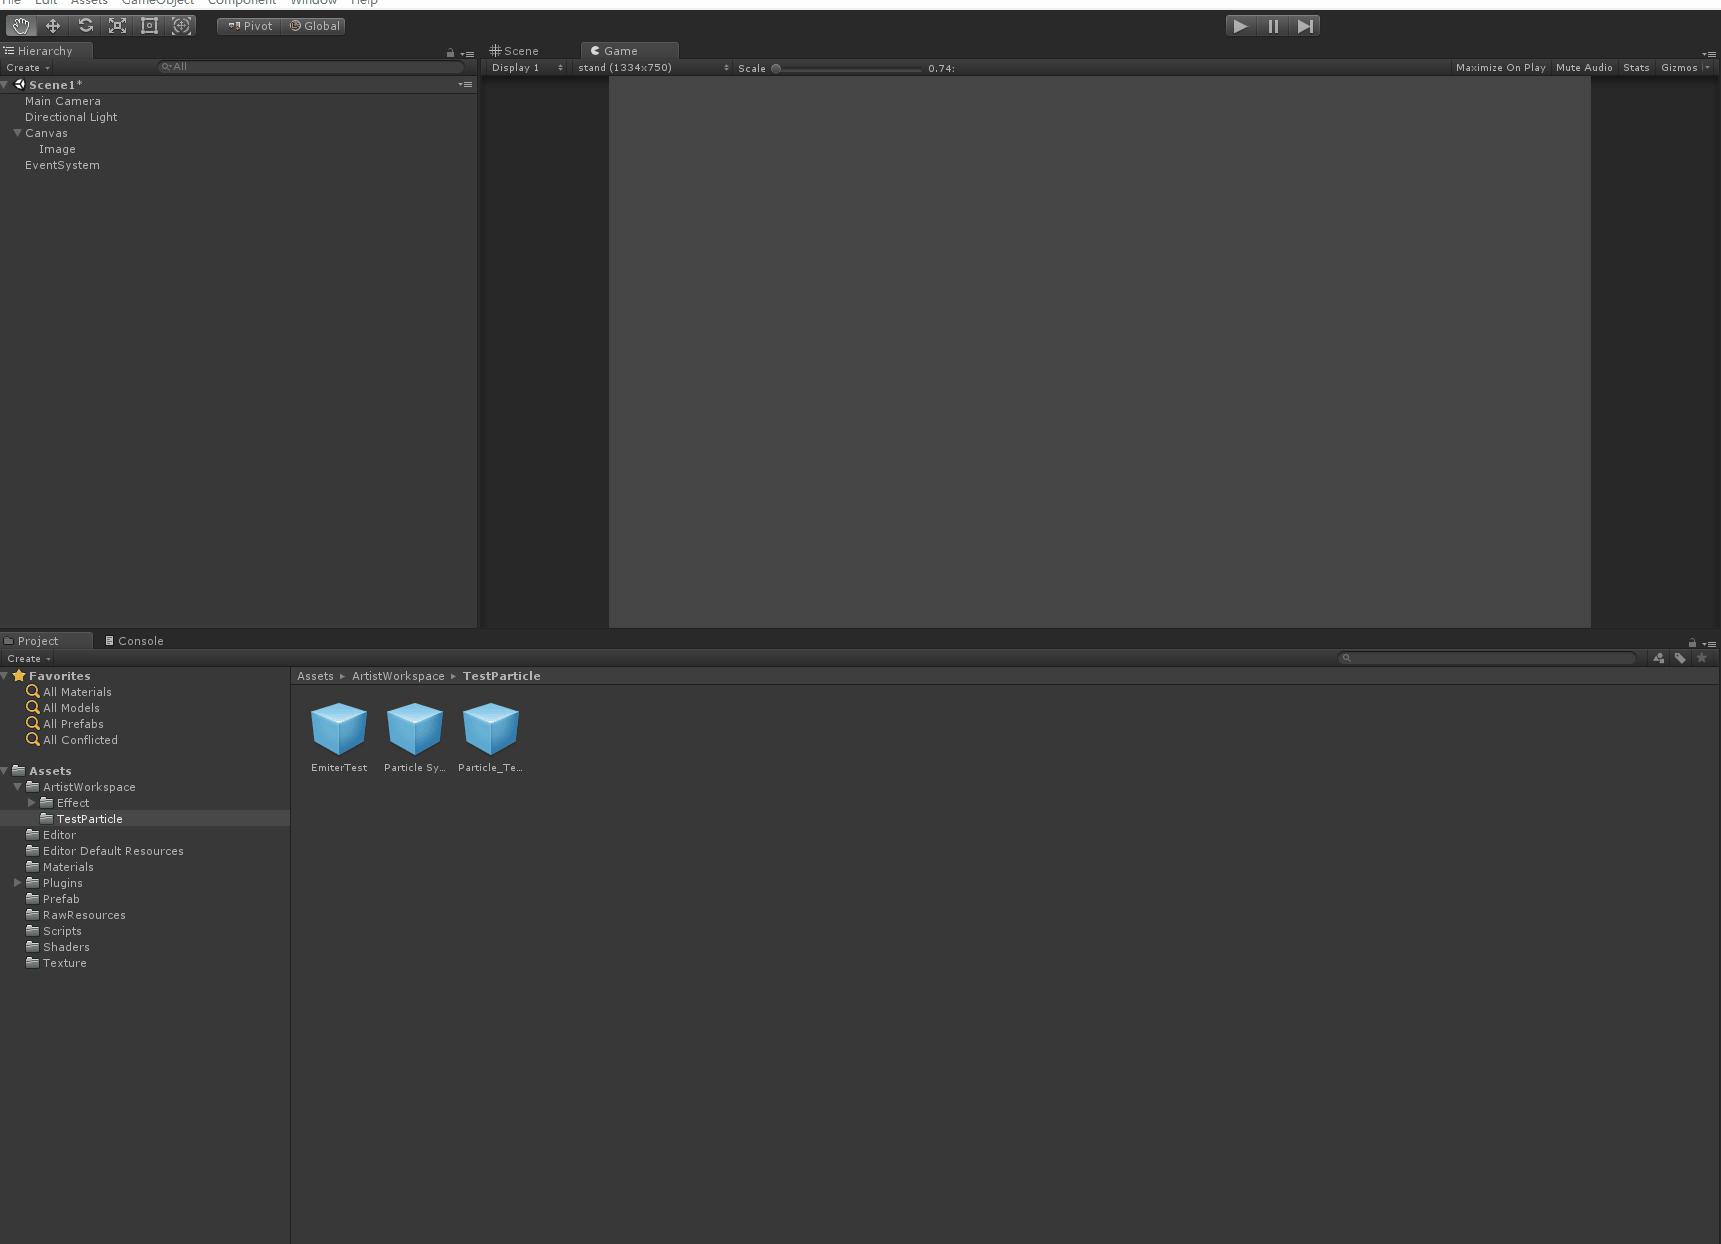 File Edit Assets GameObject Component Window Help
Pivot Global
Hierarchy
Create All
Scene1*
Main Camera
Directional Light
Canvas
Image
EventSystem
Scene Game
Display 1 stand (1334x750) Scale 0.74: Maximize On Play Mute Audio Stats Gizmos
Project Console
Create
Favorites
All Materials
All Models
All Prefabs
All Conflicted
Assets
ArtistWorkspace
Effect
TestParticle
Editor
Editor Default Resources
Materials
Plugins
Prefab
RawResources
Scripts
Shaders
Texture
Assets ▸ ArtistWorkspace ▸ TestParticle
EmiterTest Particle Sy... Particle_Te...